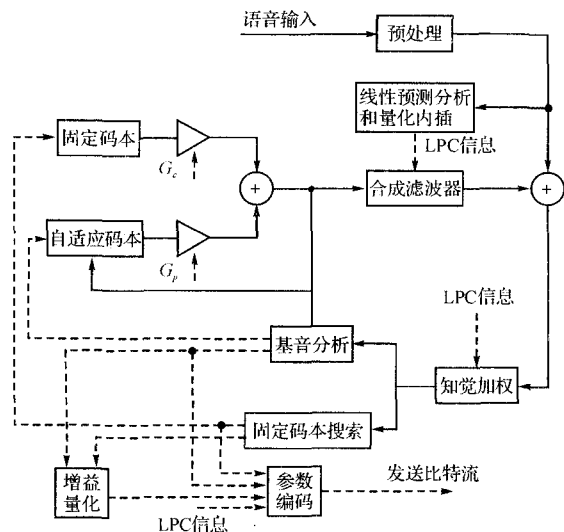 语音输入
预处理
线性预测分析
和量化内插
LPC信息
固定码本
G_c
合成滤波器
+
+
自适应码本
G_p
LPC信息
基音分析
知觉加权
固定码本搜索
增益
量化
参数
编码
发送比特流
LPC信息